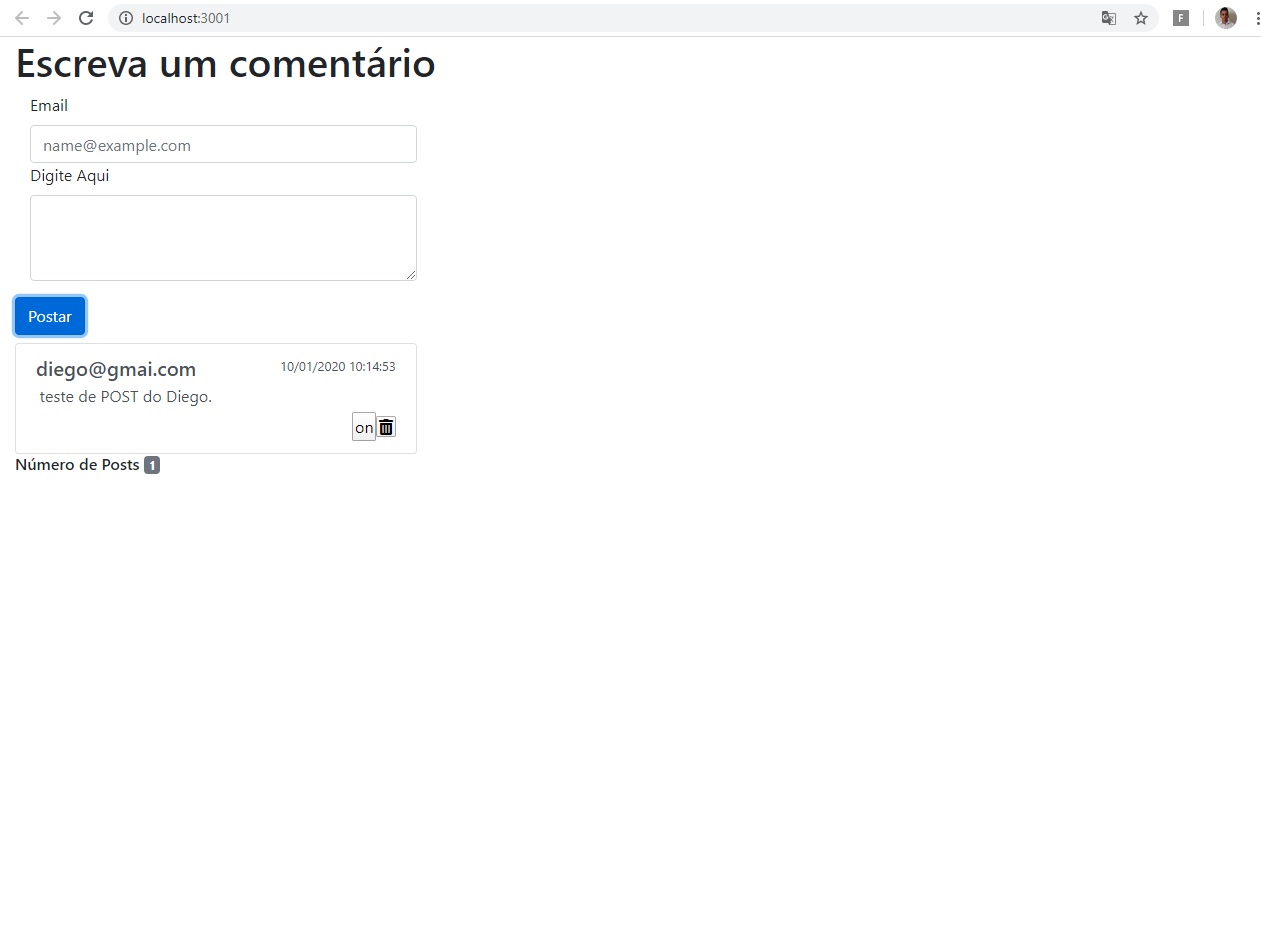 localhost:3001
F
Escreva um comentário
Email
name@example.com
Digite Aqui
Postar
diego@gmai.com 10/01/2020 10:14:53
teste de POST do Diego.
on
Número de Posts 1